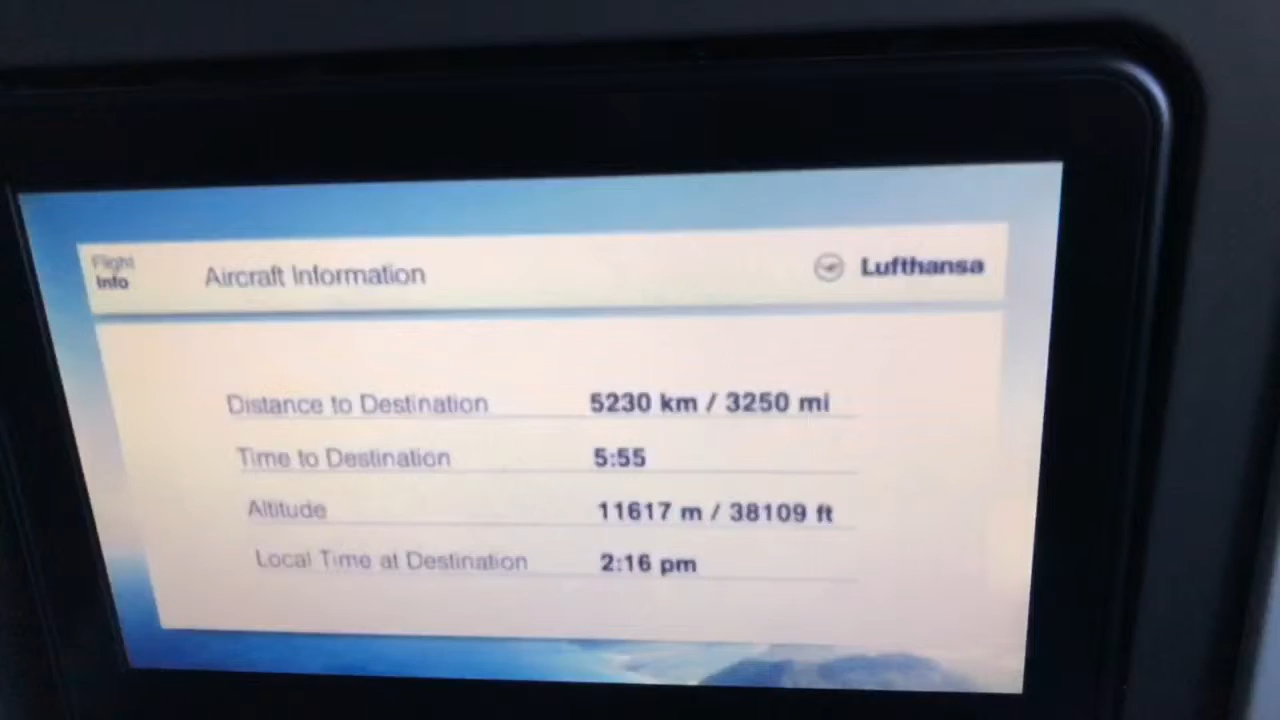 Flight
Info
Aircraft Information
Lufthansa
Distance to Destination 5230 km / 3250 mi
Time to Destination 5:55
Altitude 11617 m / 38109 ft
Local Time at Destination 2:16 pm